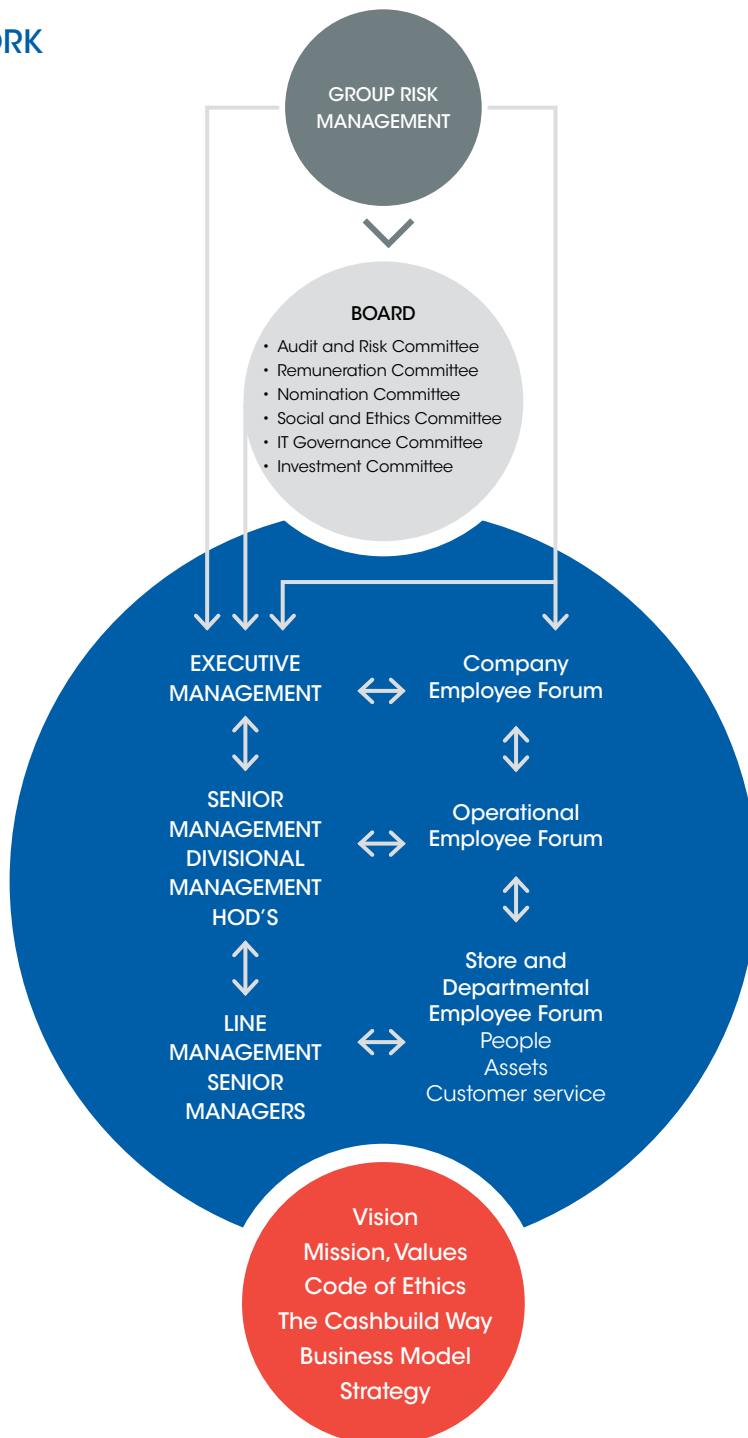 ORK
GROUP RISK
MANAGEMENT
BOARD
• Audit and Risk Committee
• Remuneration Committee
• Nomination Committee
• Social and Ethics Committee
• IT Governance Committee
• Investment Committee
EXECUTIVE
MANAGEMENT
Company
Employee Forum
SENIOR
MANAGEMENT
DIVISIONAL
MANAGEMENT
HOD'S
Operational
Employee Forum
LINE
MANAGEMENT
SENIOR
MANAGERS
Store and
Departmental
Employee Forum
People
Assets
Customer service
Vision
Mission, Values
Code of Ethics
The Cashbuild Way
Business Model
Strategy